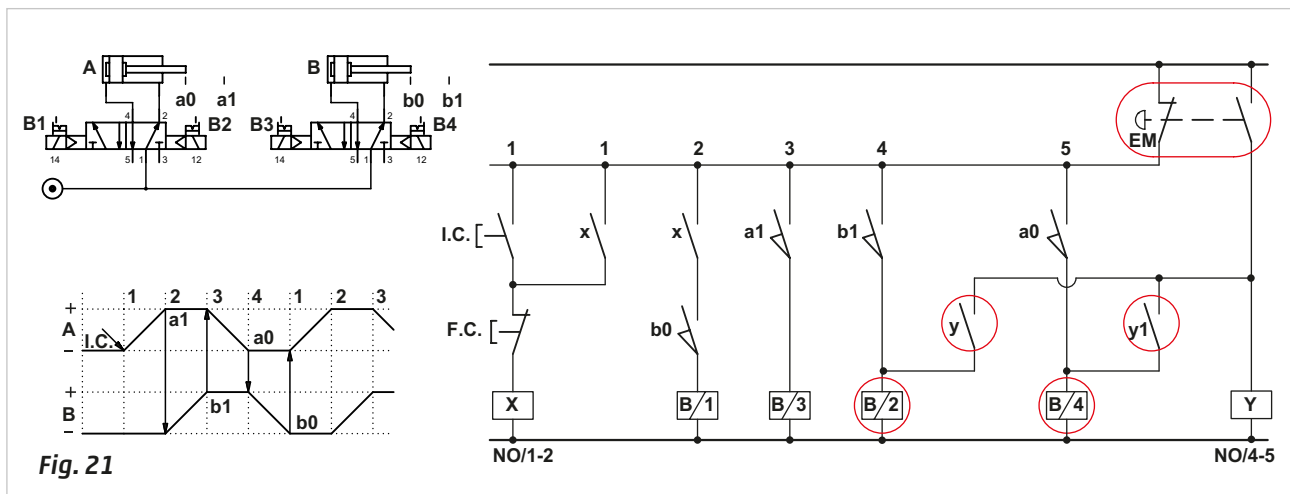 A B
a0 a1 b0 b1
B1 4 2 B2 B3 4 2 B4
14 5 1 3 12 14 5 1 3 12
1 2 3 4 1 2 3
+
A
−
I.C. a1 a0
+
B
−
b1 b0
Fig. 21
EM
1 1 2 3 4 5
I.C. x x a1 b1 a0
F.C. b0 y y1
X B/1 B/3 B/2 B/4 Y
NO/1-2 NO/4-5